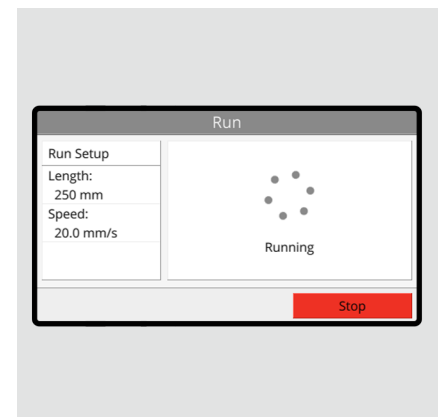 Run
Run Setup
Length:
250 mm
Speed:
20.0 mm/s
Running
Stop